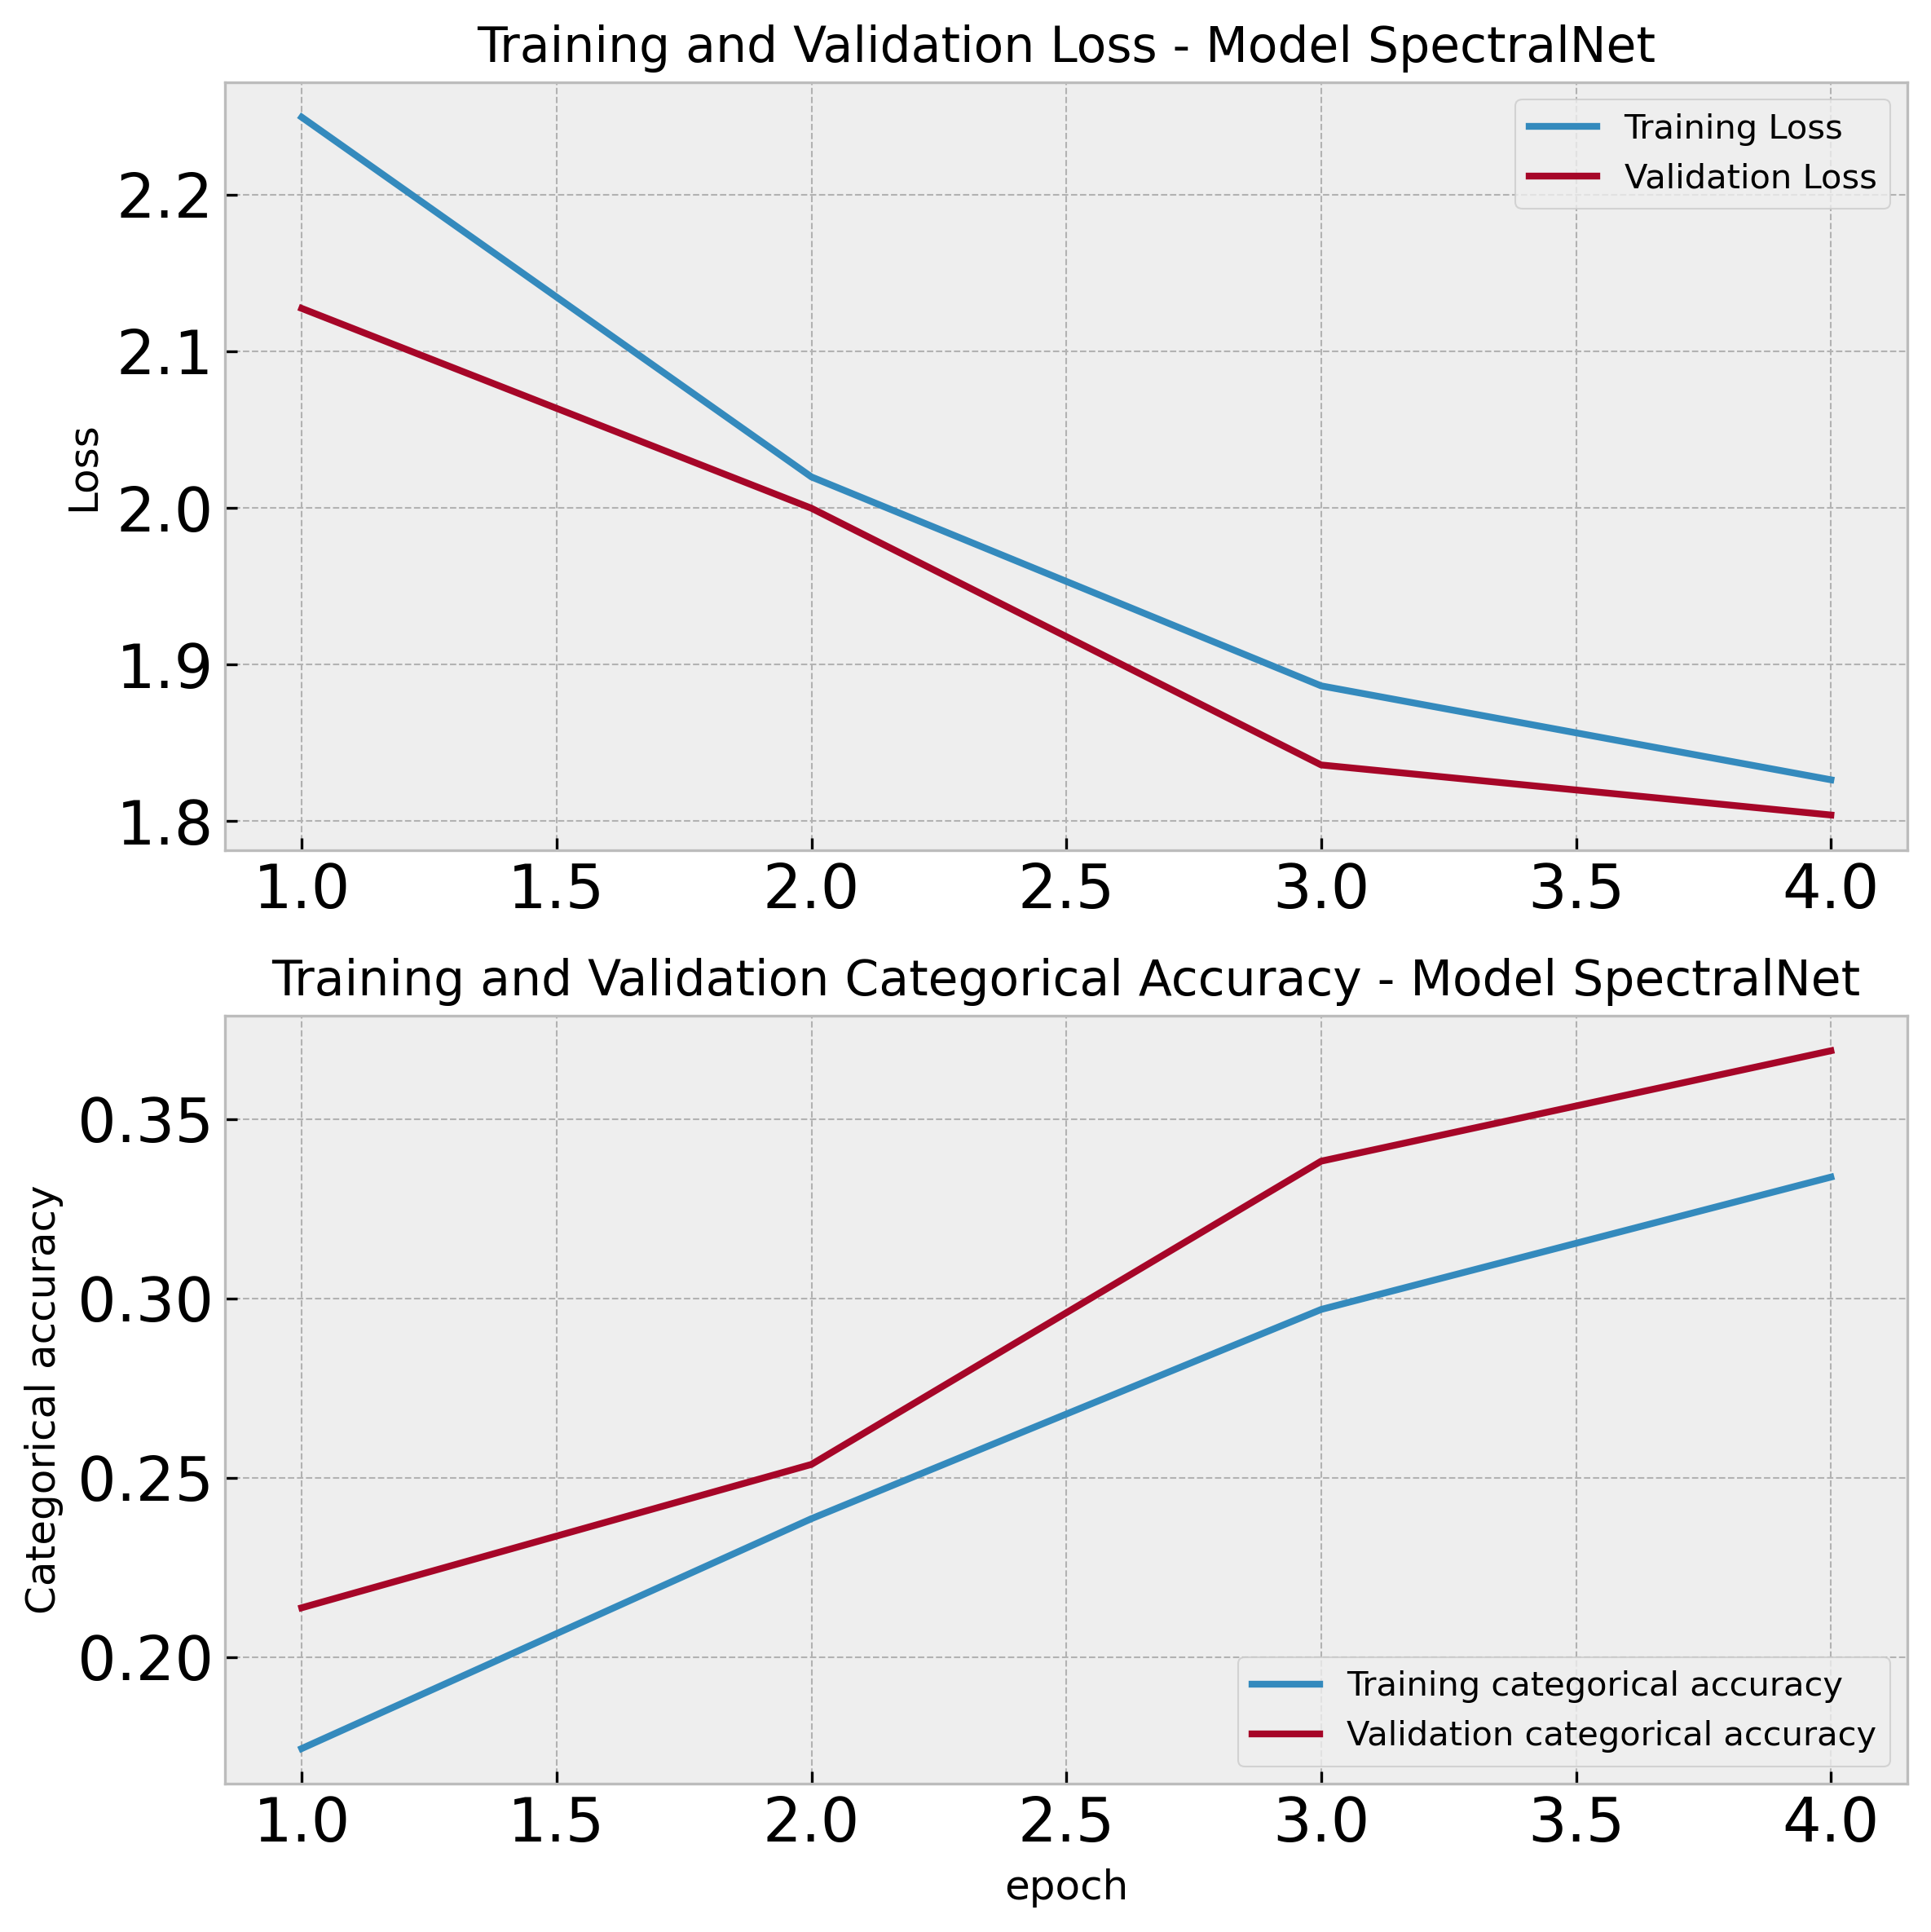 Training and Validation Loss - Model SpectralNet
Training Loss
Validation Loss
Loss
2.2
2.1
2.0
1.9
1.8
1.0 1.5 2.0 2.5 3.0 3.5 4.0
Training and Validation Categorical Accuracy - Model SpectralNet
Categorical accuracy
0.35
0.30
0.25
0.20
Training categorical accuracy
Validation categorical accuracy
1.0 1.5 2.0 2.5 3.0 3.5 4.0
epoch